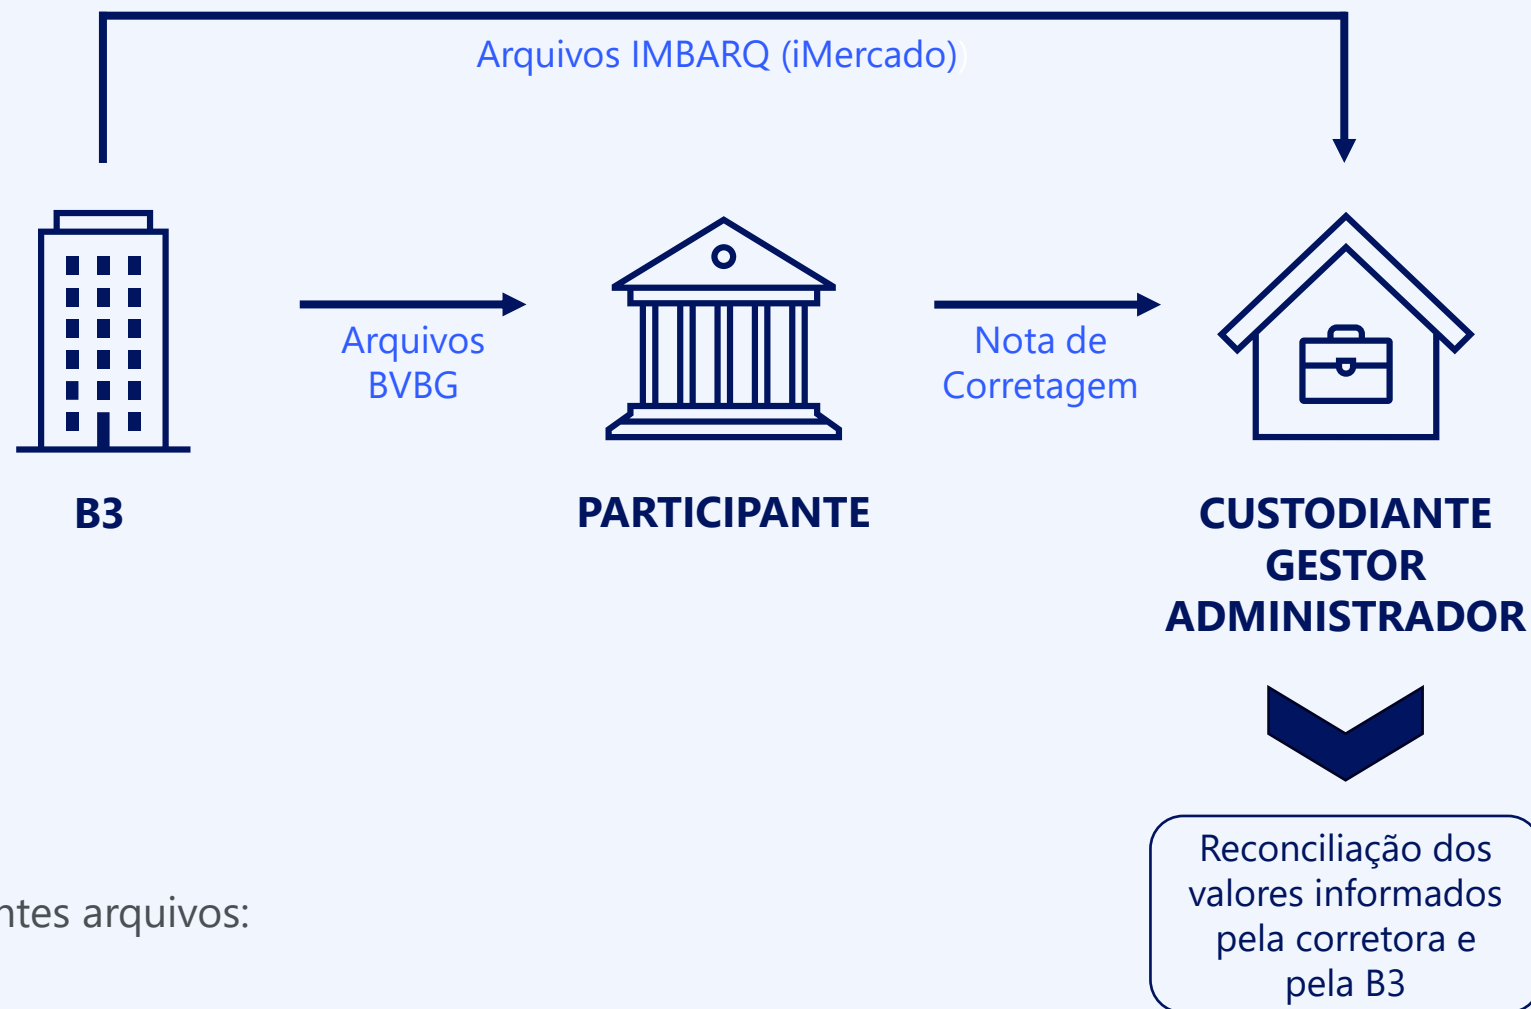 Arquivos IMBARQ (iMercado)
Arquivos
BVBG
Nota de
Corretagem
B3
PARTICIPANTE
CUSTODIANTE
GESTOR
ADMINISTRADOR
Reconciliação dos
valores informados
pela corretora e
pela B3
ntes arquivos: